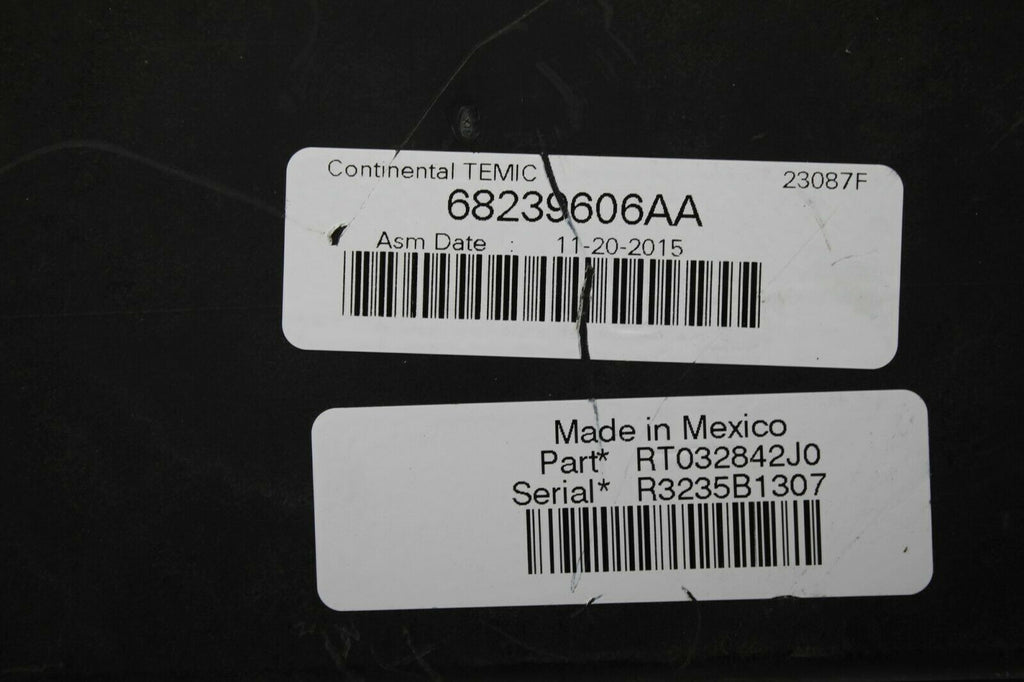 Continental TEMIC 23087F
68239606AA
Asm Date : 11-20-2015
Made in Mexico
Part* RT032842J0
Serial* R3235B1307